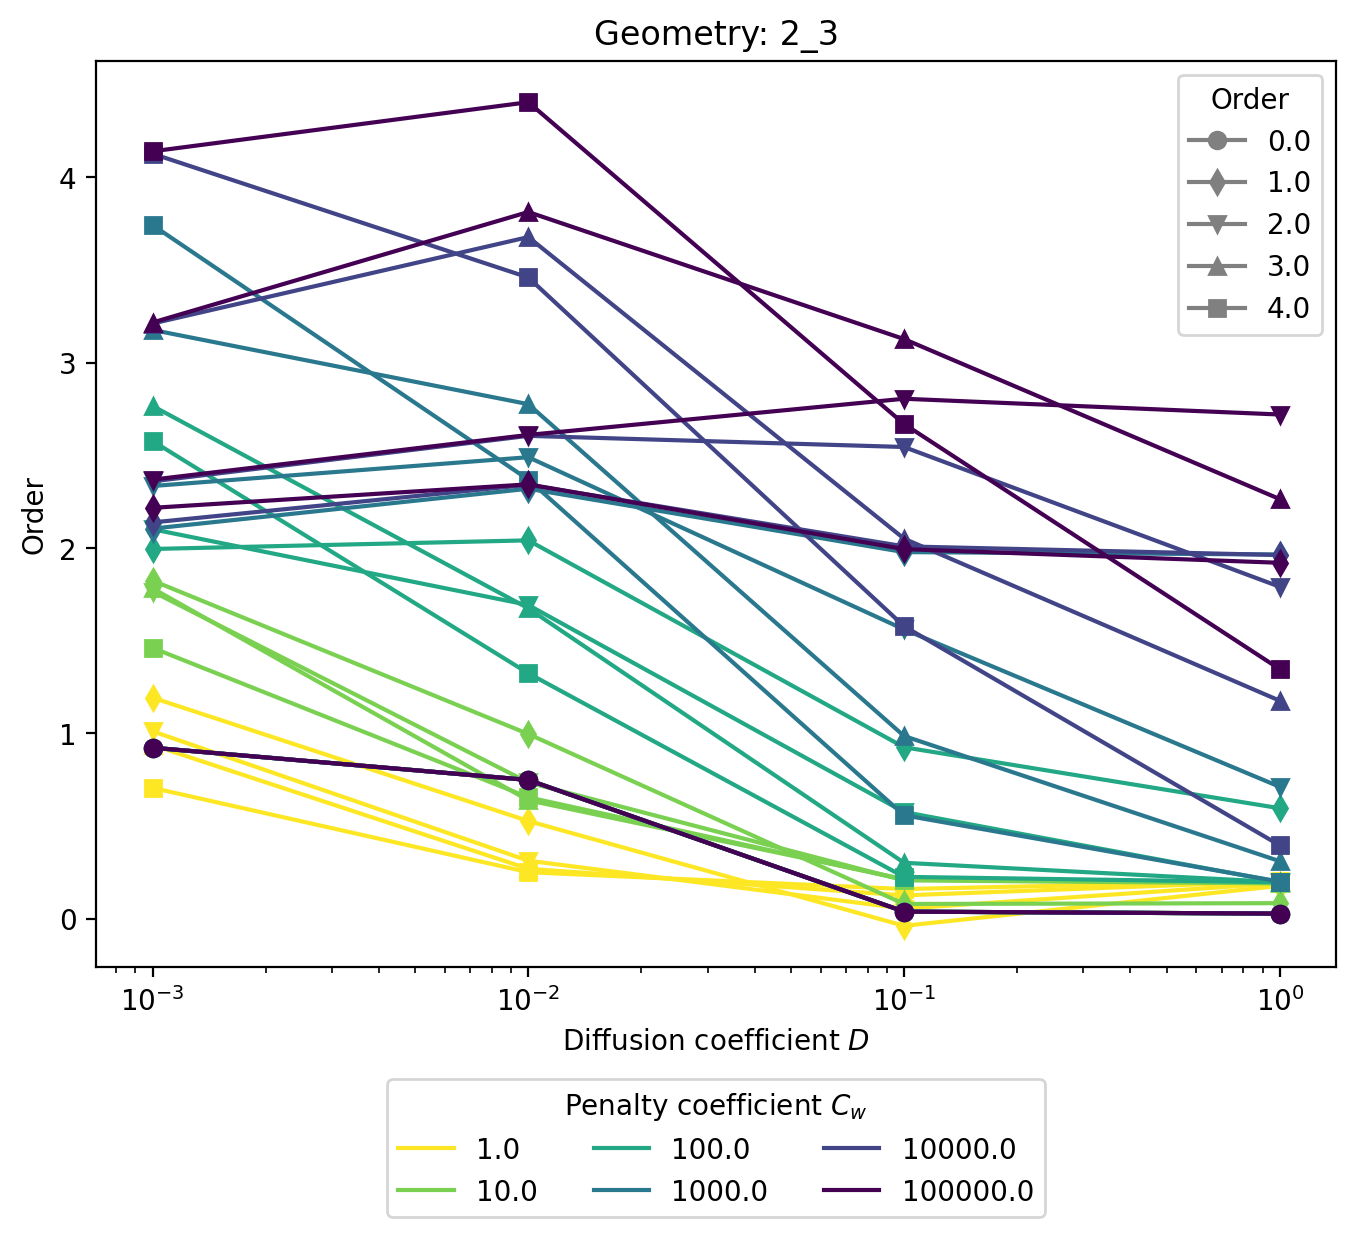 Geometry: 2_3
Order
0.0
1.0
2.0
3.0
4.0
4
3
2
1
0
Order
10⁻³ 10⁻² 10⁻¹ 10⁰
Diffusion coefficient D
Penalty coefficient C_w
1.0 100.0 10000.0
10.0 1000.0 100000.0